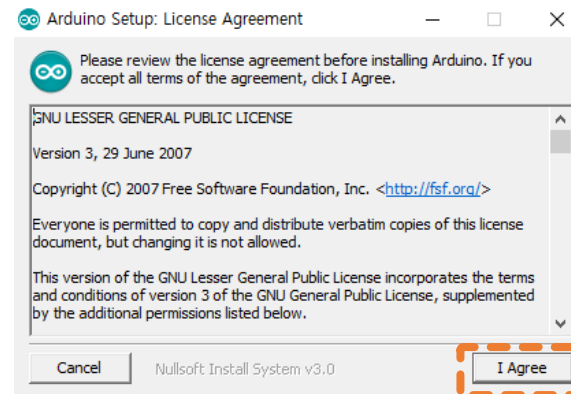 Arduino Setup: License Agreement
Please review the license agreement before installing Arduino. If you
accept all terms of the agreement, click I Agree.
GNU LESSER GENERAL PUBLIC LICENSE
Version 3, 29 June 2007
Copyright (C) 2007 Free Software Foundation, Inc. <http://fsf.org/>
Everyone is permitted to copy and distribute verbatim copies of this license
document, but changing it is not allowed.
This version of the GNU Lesser General Public License incorporates the terms
and conditions of version 3 of the GNU General Public License, supplemented
by the additional permissions listed below.
Cancel
Nullsoft Install System v3.0
I Agree